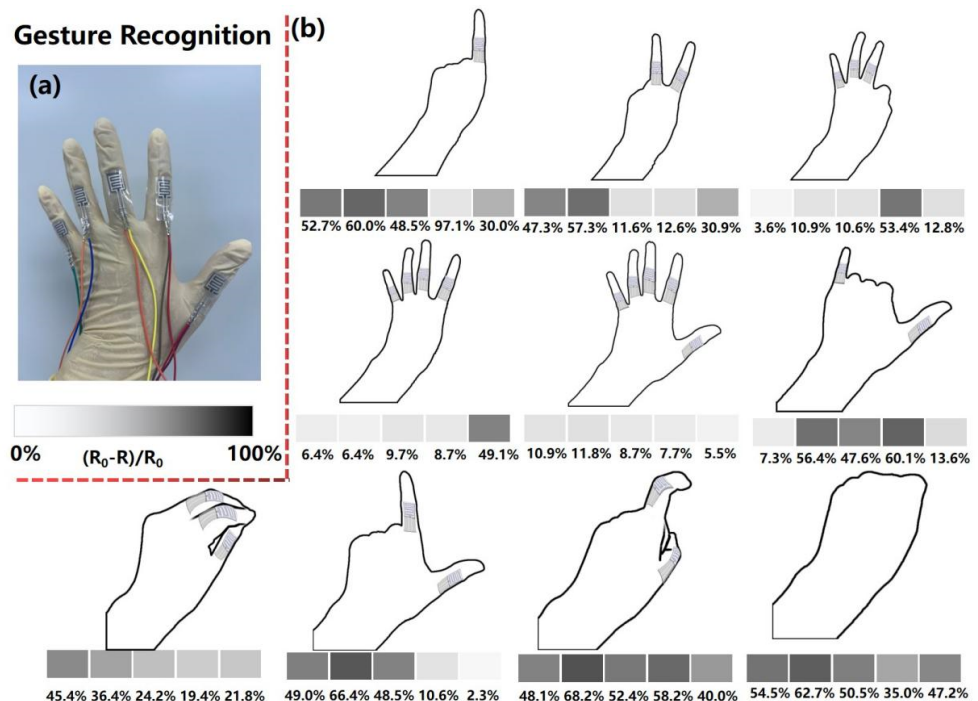 Gesture Recognition
(a)
0% (R₀-R)/R₀ 100%
(b)
52.7% 60.0% 48.5% 97.1% 30.0%
47.3% 57.3% 11.6% 12.6% 30.9%
3.6% 10.9% 10.6% 53.4% 12.8%
6.4% 6.4% 9.7% 8.7% 49.1%
10.9% 11.8% 8.7% 7.7% 5.5%
7.3% 56.4% 47.6% 60.1% 13.6%
45.4% 36.4% 24.2% 19.4% 21.8%
49.0% 66.4% 48.5% 10.6% 2.3%
48.1% 68.2% 52.4% 58.2% 40.0%
54.5% 62.7% 50.5% 35.0% 47.2%